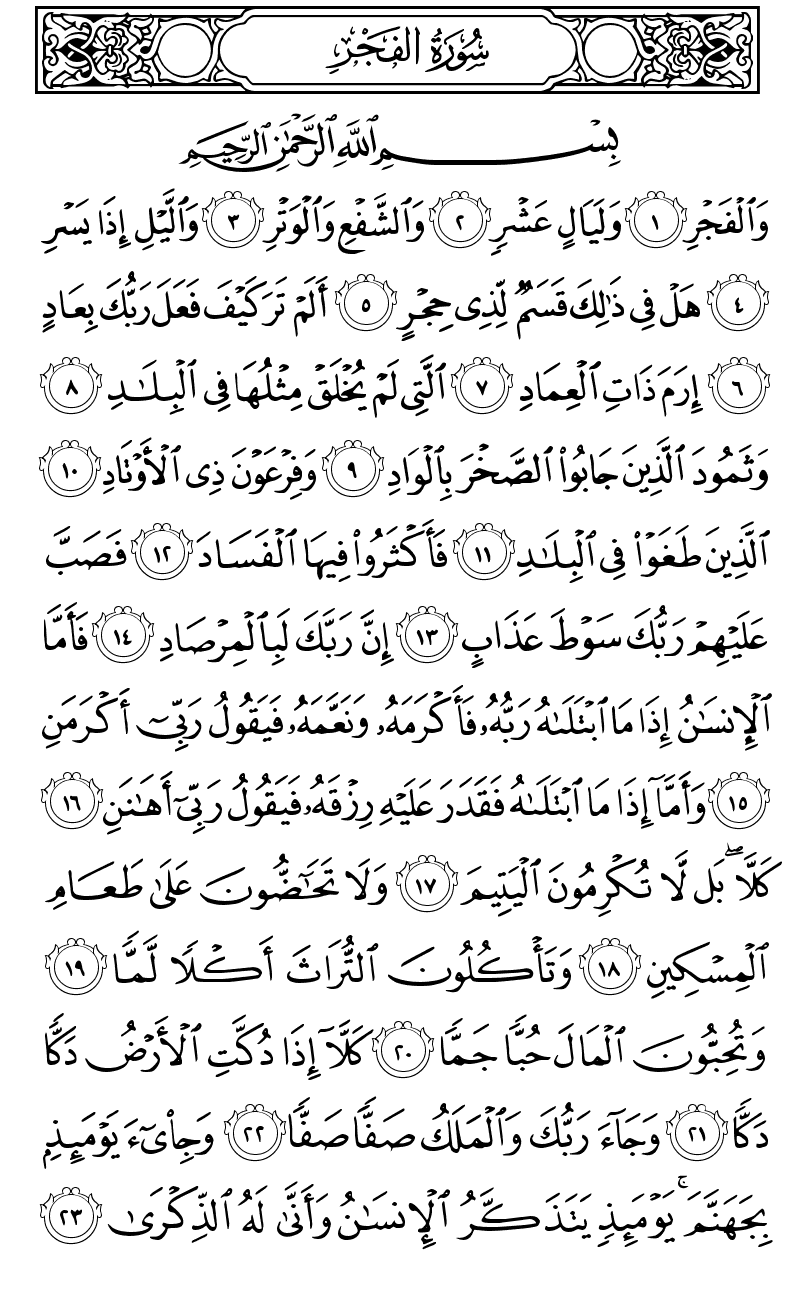 سُورَةُ الفَجۡرِ
بِسۡمِ ٱللَّهِ ٱلرَّحۡمَٰنِ ٱلرَّحِيمِ
وَٱلۡفَجۡرِ ١ وَلَيَالٍ عَشۡرٖ ٢ وَٱلشَّفۡعِ وَٱلۡوَتۡرِ ٣ وَٱلَّيۡلِ إِذَا يَسۡرِ
٤ هَلۡ فِي ذَٰلِكَ قَسَمٞ لِّذِي حِجۡرٍ ٥ أَلَمۡ تَرَ كَيۡفَ فَعَلَ رَبُّكَ بِعَادٍ
٦ إِرَمَ ذَاتِ ٱلۡعِمَادِ ٧ ٱلَّتِي لَمۡ يُخۡلَقۡ مِثۡلُهَا فِي ٱلۡبِلَٰدِ ٨
وَثَمُودَ ٱلَّذِينَ جَابُواْ ٱلصَّخۡرَ بِٱلۡوَادِ ٩ وَفِرۡعَوۡنَ ذِي ٱلۡأَوۡتَادِ ١٠
ٱلَّذِينَ طَغَوۡاْ فِي ٱلۡبِلَٰدِ ١١ فَأَكۡثَرُواْ فِيهَا ٱلۡفَسَادَ ١٢ فَصَبَّ
عَلَيۡهِمۡ رَبُّكَ سَوۡطَ عَذَابٍ ١٣ إِنَّ رَبَّكَ لَبِٱلۡمِرۡصَادِ ١٤ فَأَمَّا
ٱلۡإِنسَٰنُ إِذَا مَا ٱبۡتَلَىٰهُ رَبُّهُۥ فَأَكۡرَمَهُۥ وَنَعَّمَهُۥ فَيَقُولُ رَبِّيٓ أَكۡرَمَنِ
١٥ وَأَمَّآ إِذَا مَا ٱبۡتَلَىٰهُ فَقَدَرَ عَلَيۡهِ رِزۡقَهُۥ فَيَقُولُ رَبِّيٓ أَهَٰنَنِ ١٦
كَلَّاۖ بَل لَّا تُكۡرِمُونَ ٱلۡيَتِيمَ ١٧ وَلَا تَحَٰٓضُّونَ عَلَىٰ طَعَامِ
ٱلۡمِسۡكِينِ ١٨ وَتَأۡكُلُونَ ٱلتُّرَاثَ أَكۡلٗا لَّمّٗا ١٩
وَتُحِبُّونَ ٱلۡمَالَ حُبّٗا جَمّٗا ٢٠ كَلَّآ إِذَا دُكَّتِ ٱلۡأَرۡضُ دَكّٗا
دَكّٗا ٢١ وَجَآءَ رَبُّكَ وَٱلۡمَلَكُ صَفّٗا صَفّٗا ٢٢ وَجِاْيٓءَ يَوۡمَئِذِۭ
بِجَهَنَّمَۚ يَوۡمَئِذٖ يَتَذَكَّرُ ٱلۡإِنسَٰنُ وَأَنَّىٰ لَهُ ٱلذِّكۡرَىٰ ٢٣